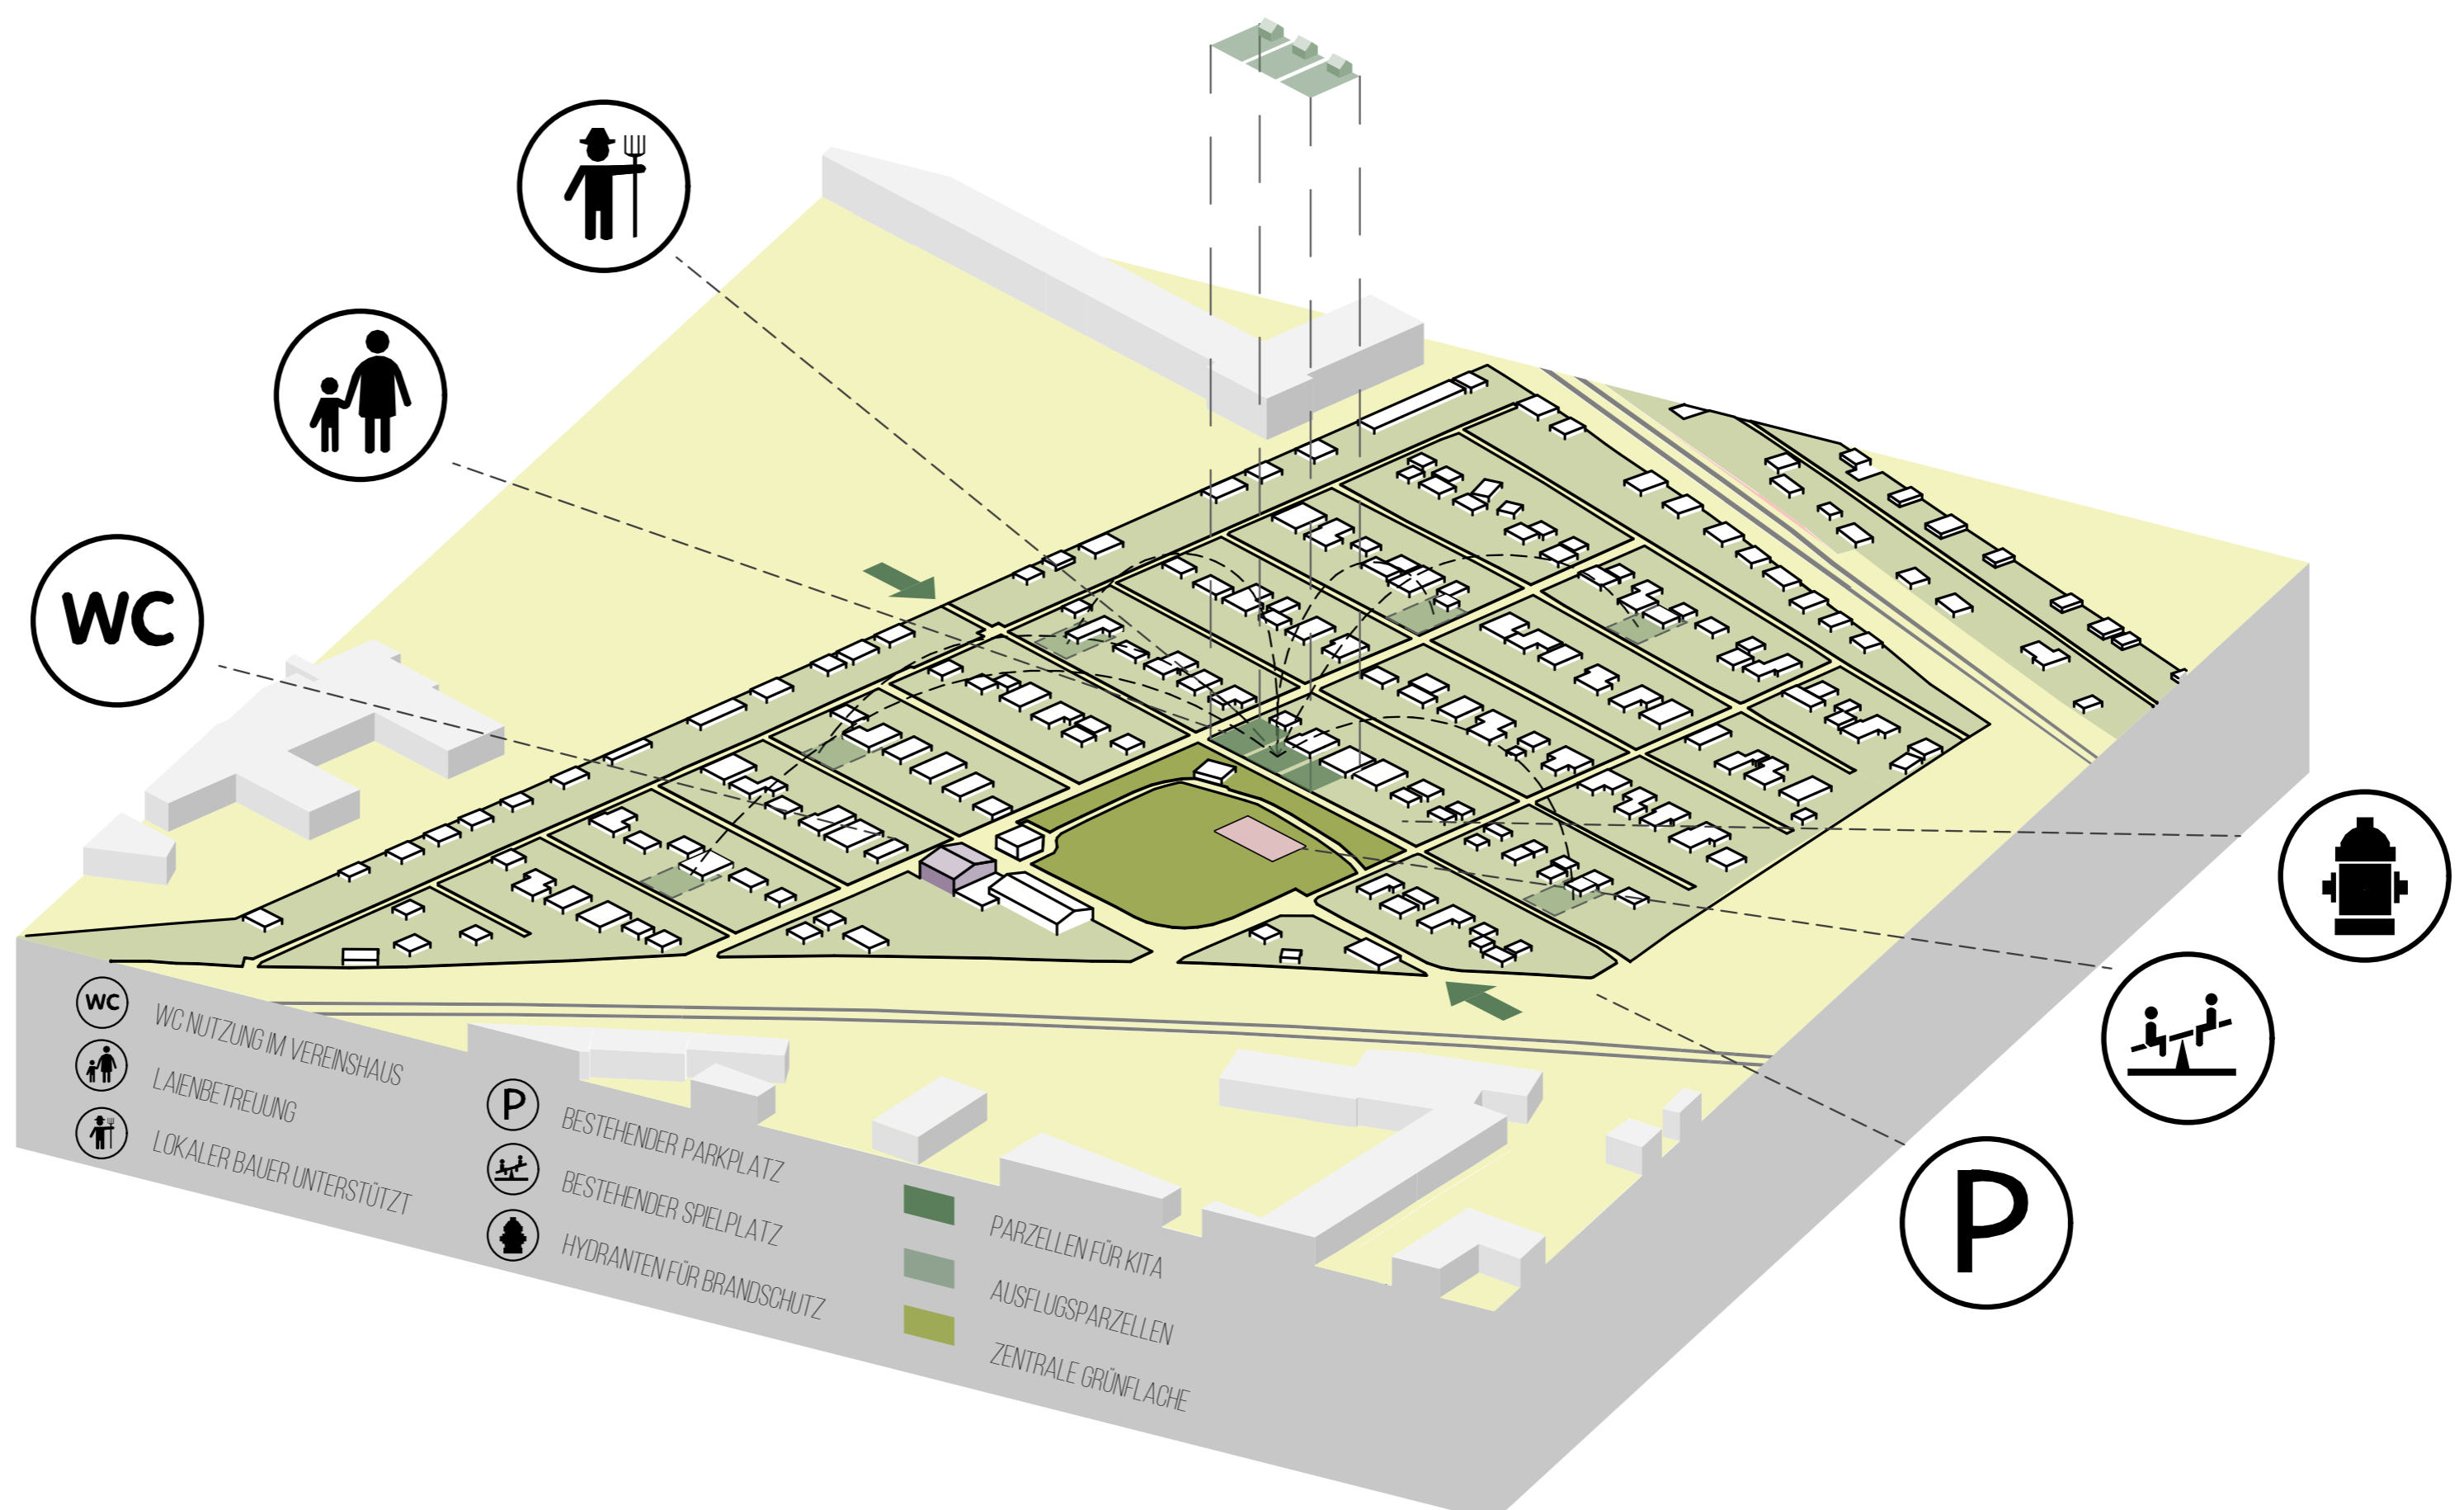 WC
P
WC
WC NUTZUNG IM VEREINSHAUS
LAIENBETREUUNG
LOKALER BAUER UNTERSTÜTZT
P
BESTEHENDER PARKPLATZ
BESTEHENDER SPIELPLATZ
HYDRANTEN FÜR BRANDSCHUTZ
PARZELLEN FÜR KITA
AUSFLUGSPARZELLEN
ZENTRALE GRÜNFLÄCHE